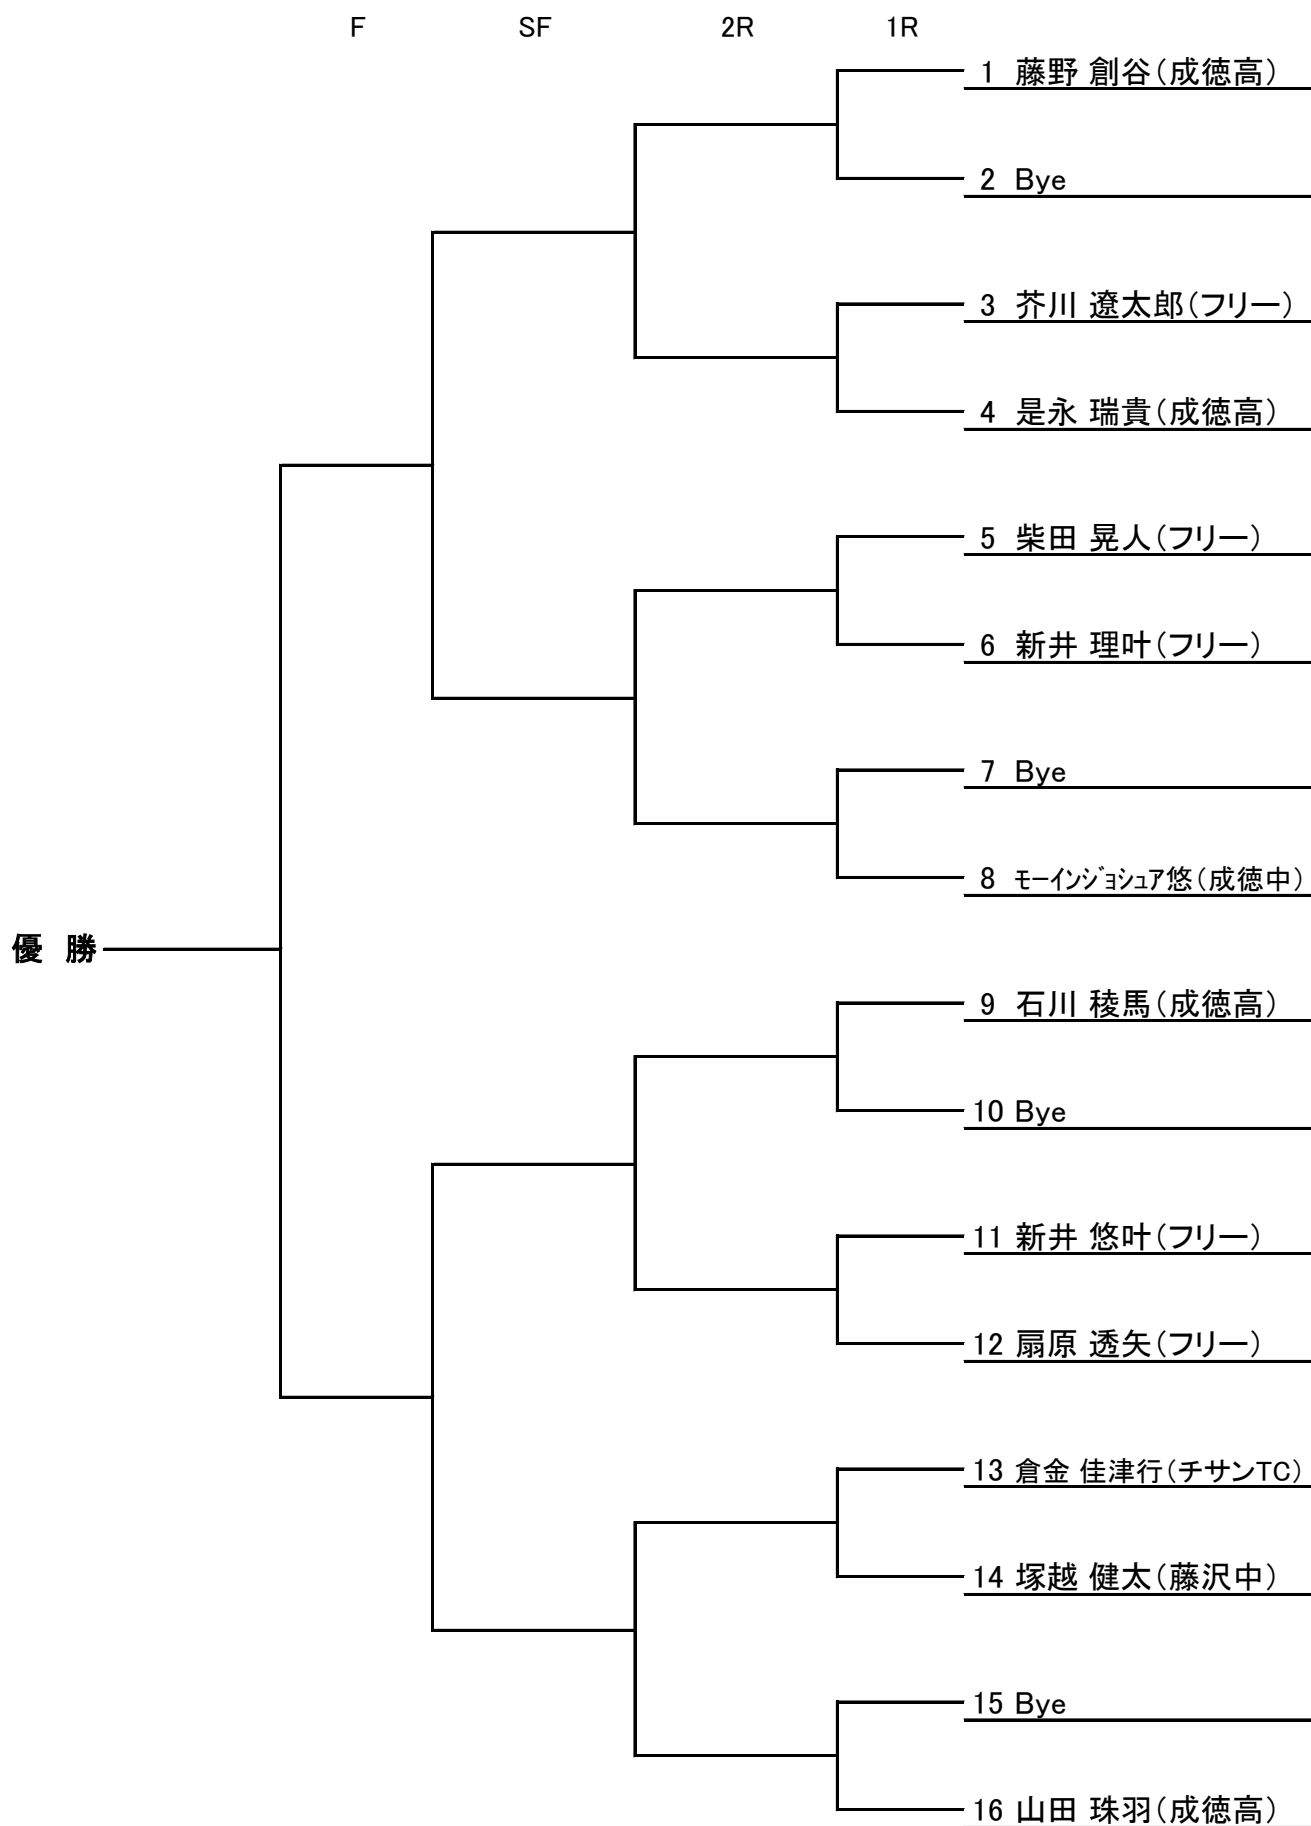 F SF 2R 1R
1 藤野 創谷(成徳高)
2 Bye
3 芥川 遼太郎(フリー)
4 是永 瑞貴(成徳高)
5 柴田 晃人(フリー)
6 新井 理叶(フリー)
7 Bye
8 ﾓｰｲﾝｼﾞｮｼｭｱ悠(成徳中)
優 勝
9 石川 稜馬(成徳高)
10 Bye
11 新井 悠叶(フリー)
12 扇原 透矢(フリー)
13 倉金 佳津行(チサンTC)
14 塚越 健太(藤沢中)
15 Bye
16 山田 珠羽(成徳高)